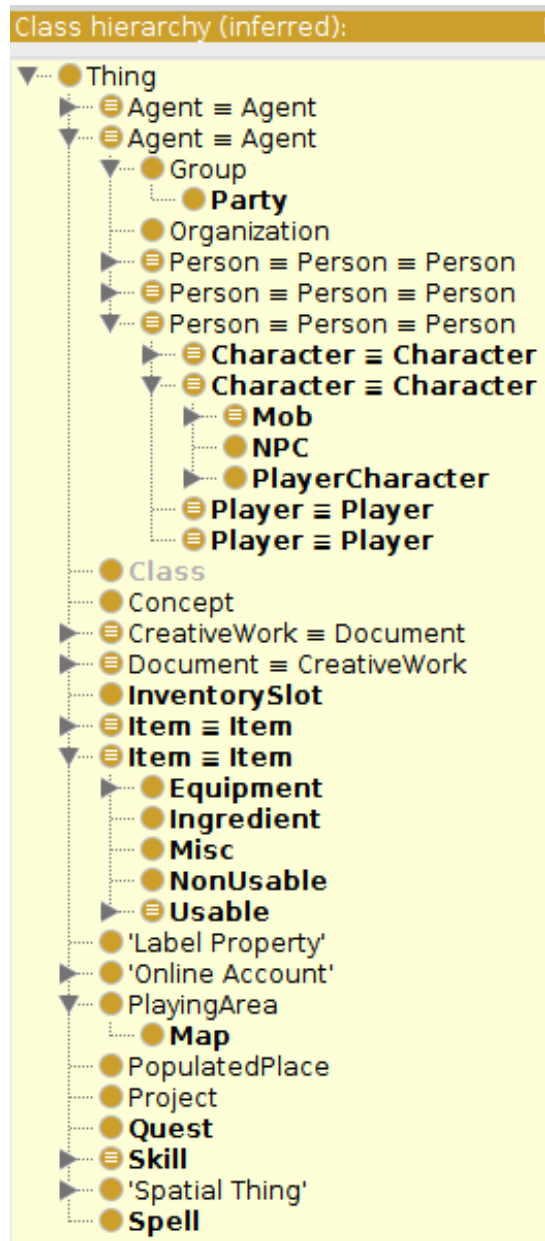 Class hierarchy (inferred):
Thing
Agent ≡ Agent
Agent ≡ Agent
Group
Party
Organization
Person ≡ Person ≡ Person
Person ≡ Person ≡ Person
Person ≡ Person ≡ Person
Character ≡ Character
Character ≡ Character
Mob
NPC
PlayerCharacter
Player ≡ Player
Player ≡ Player
Class
Concept
CreativeWork ≡ Document
Document ≡ CreativeWork
InventorySlot
Item ≡ Item
Item ≡ Item
Equipment
Ingredient
Misc
NonUsable
Usable
'Label Property'
'Online Account'
PlayingArea
Map
PopulatedPlace
Project
Quest
Skill
'Spatial Thing'
Spell